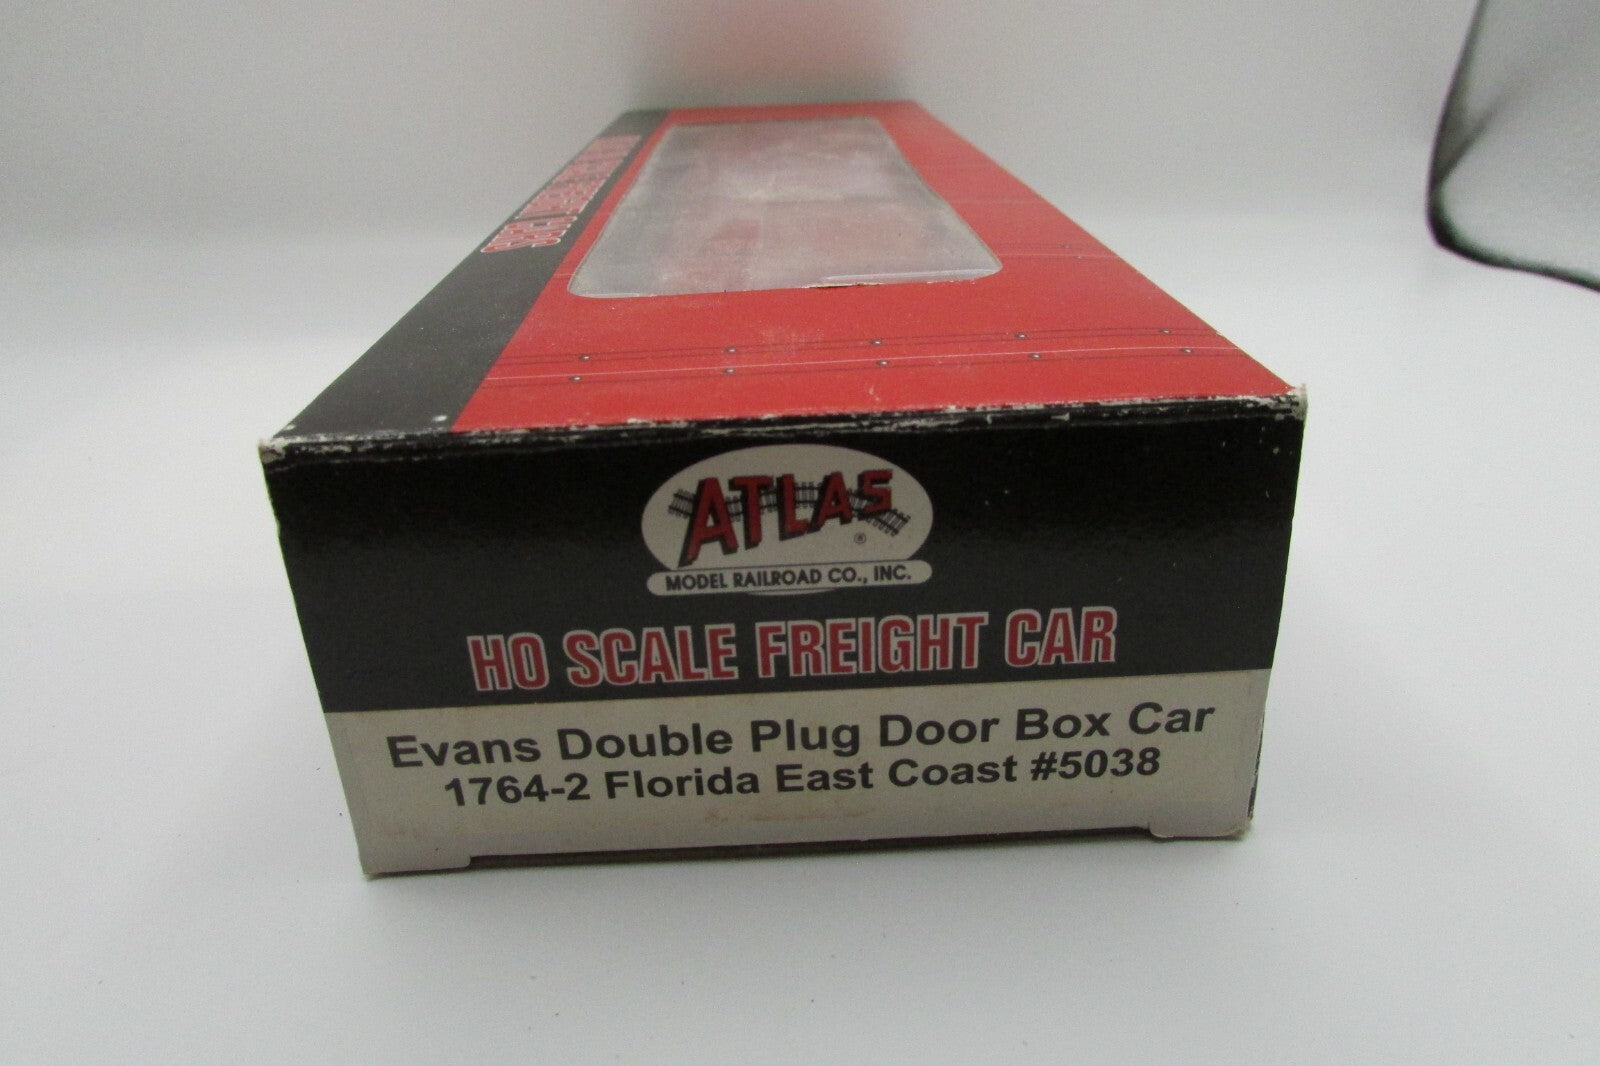 ATLAS
®
MODEL RAILROAD CO., INC.
HO SCALE FREIGHT CAR
Evans Double Plug Door Box Car
1764-2 Florida East Coast #5038